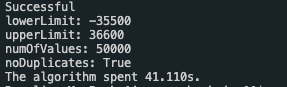 Successful
lowerLimit: -35500
upperLimit: 36600
numOfValues: 50000
noDuplicates: True
The algorithm spent 41.110s.